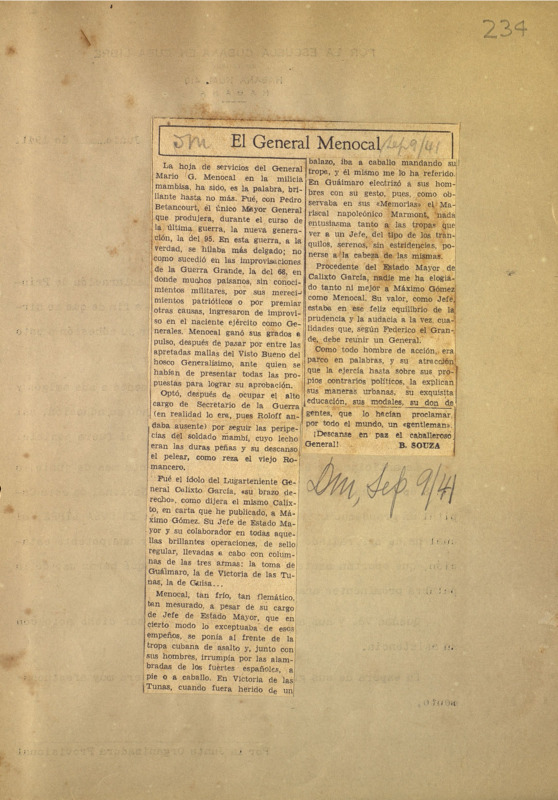 234
DM El General Menocal Sep 9/41
La hoja de servicios del General
Mario G. Menocal en la milicia
mambisa, ha sido, es la palabra, bri-
llante hasta no más. Fué, con Pedro
Betancourt, el único Mayor General
que produjera, durante el curso de
la última guerra, la nueva genera-
ción, la del 95. En esta guerra, a la
verdad, se hilaba más delgado; no
como sucedió en las improvisaciones
de la Guerra Grande, la del 68, en
donde muchos paisanos, sin conoci-
mientos militares, por sus mereci-
mientos patrióticos o por premiar
otras causas, ingresaron de improvi-
so en el naciente ejército como Ge-
nerales. Menocal ganó sus grados a
pulso, después de pasar por entre las
apretadas mallas del Visto Bueno del
hosco Generalísimo, ante quien se
habíen de presentar todas las pro-
puestas para lograr su aprobación.
Optó, después de ocupar el alto
cargo de Secretario de la Guerra
(en realidad lo era, pues Roloff an-
daba ausente) por seguir las peripe-
cias del soldado mambí, cuyo lecho
eran las duras peñas y su descanso
el pelear, como reza el viejo Ro-
mancero.
Fué el ídolo del Lugarteniente Ge-
neral Calixto García, «su brazo de-
recho», como dijera el mismo Calix-
to, en carta que he publicado, a Má-
ximo Gómez. Su Jefe de Estado Ma-
yor y su colaborador en todas aque-
llas brillantes operaciones, de sello
regular, llevadas a cabo con colum-
nas de las tres armas: la toma de
Guáimaro, la de Victoria de las Tu-
nas, la de Guisa...
Menocal, tan frío, tan flemático,
tan mesurado, a pesar de su cargo
de Jefe de Estado Mayor, que en
cierto modo lo exceptuaba de esos
empeños, se ponía al frente de la
tropa cubana de asalto y, junto con
sus hombres, irrumpía por las alam-
bradas de los fuertes españoles, a
pie o a caballo. En Victoria de las
Tunas, cuando fuera herido de un
balazo, iba a caballo mandando su
tropa, y él mismo me lo ha referido.
En Guáimaro electrizó a sus hom-
bres con su gesto, pues, como ob-
servaba en sus «Memorias» el Ma-
riscal napoleónico Marmont, nada
entusiasma tanto a las tropas que
ver a un Jefe, del tipo de los tran-
quilos, serenos, sin estridencias, po-
nerse a la cabeza de las mismas.
Procedente del Estado Mayor de
Calixto García, nadie me ha elogia-
do tanto ni mejor a Máximo Gómez
como Menocal. Su valor, como Jefe,
estaba en ese feliz equilibrio de la
prudencia y la audacia a la vez, cua-
lidades que, según Federico el Gran-
de, debe reunir un General.
Como todo hombre de acción, era
parco en palabras, y su atracción
que la ejercía hasta sobre sus pro-
pios contrarios políticos, la explican
sus maneras urbanas, su exquisita
educación, sus modales, su don de
gentes, que lo hacían proclamar,
por todo el mundo, un «gentleman».
¡Descanse en paz el caballeroso
General! B. SOUZA
DM, Sep 9/41